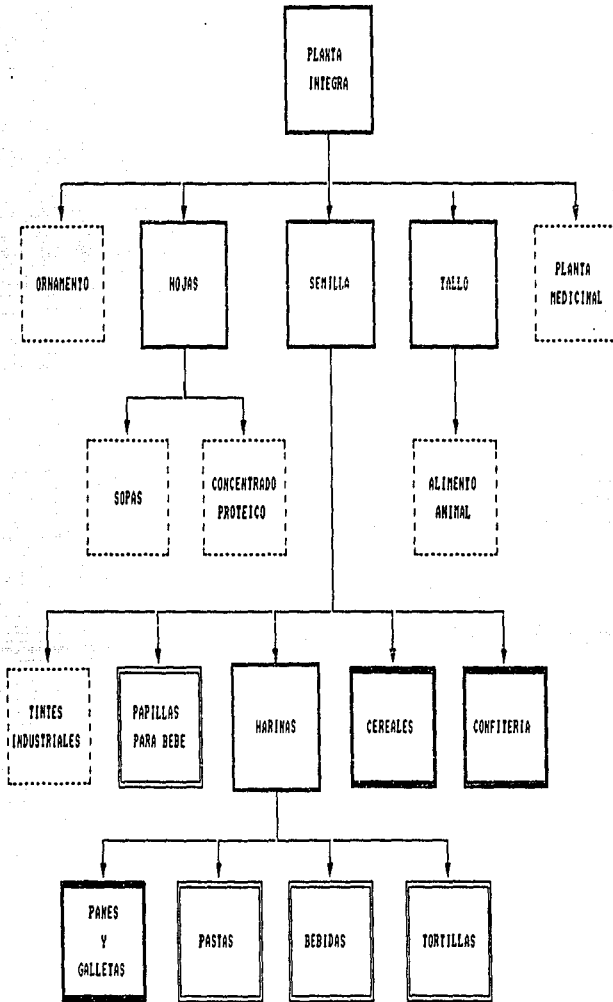 PLANTA
INTEGRA
ORNAMENTO
HOJAS
SEMILLA
TALLO
PLANTA
MEDICINAL
SOPAS
CONCENTRADO
PROTEICO
ALIMENTO
ANIMAL
TINTES
INDUSTRIALES
PAPILLAS
PARA BEBE
HARINAS
CEREALES
CONFITERIA
PANES
Y
GALLETAS
PASTAS
BEBIDAS
TORTILLAS